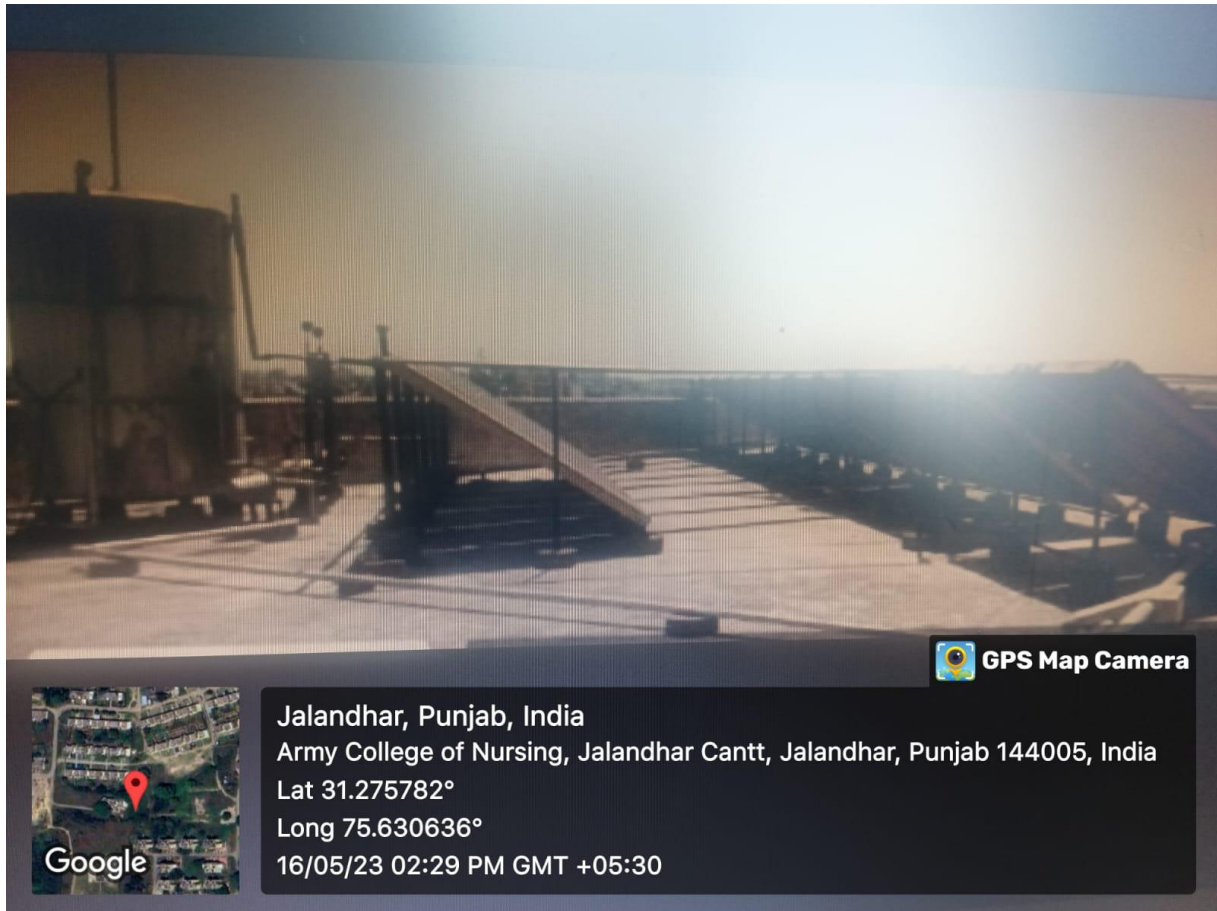 GPS Map Camera
Jalandhar, Punjab, India
Army College of Nursing, Jalandhar Cantt, Jalandhar, Punjab 144005, India
Lat 31.275782°
Long 75.630636°
16/05/23 02:29 PM GMT +05:30
Google